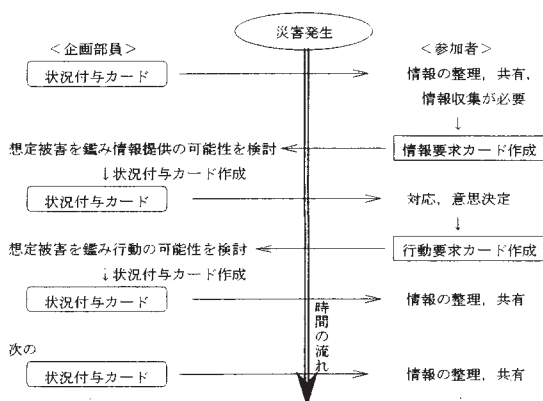 災害発生
＜企画部員＞
＜参加者＞
状況付与カード
情報の整理，共有，
情報収集が必要
↓
想定被害を鑑み情報提供の可能性を検討
情報要求カード作成
↓状況付与カード作成
状況付与カード
対応、意思決定
↓
想定被害を鑑み行動の可能性を検討
行動要求カード作成
↓状況付与カード作成
状況付与カード
情報の整理，共有
時間の流れ
次の
状況付与カード
情報の整理，共有